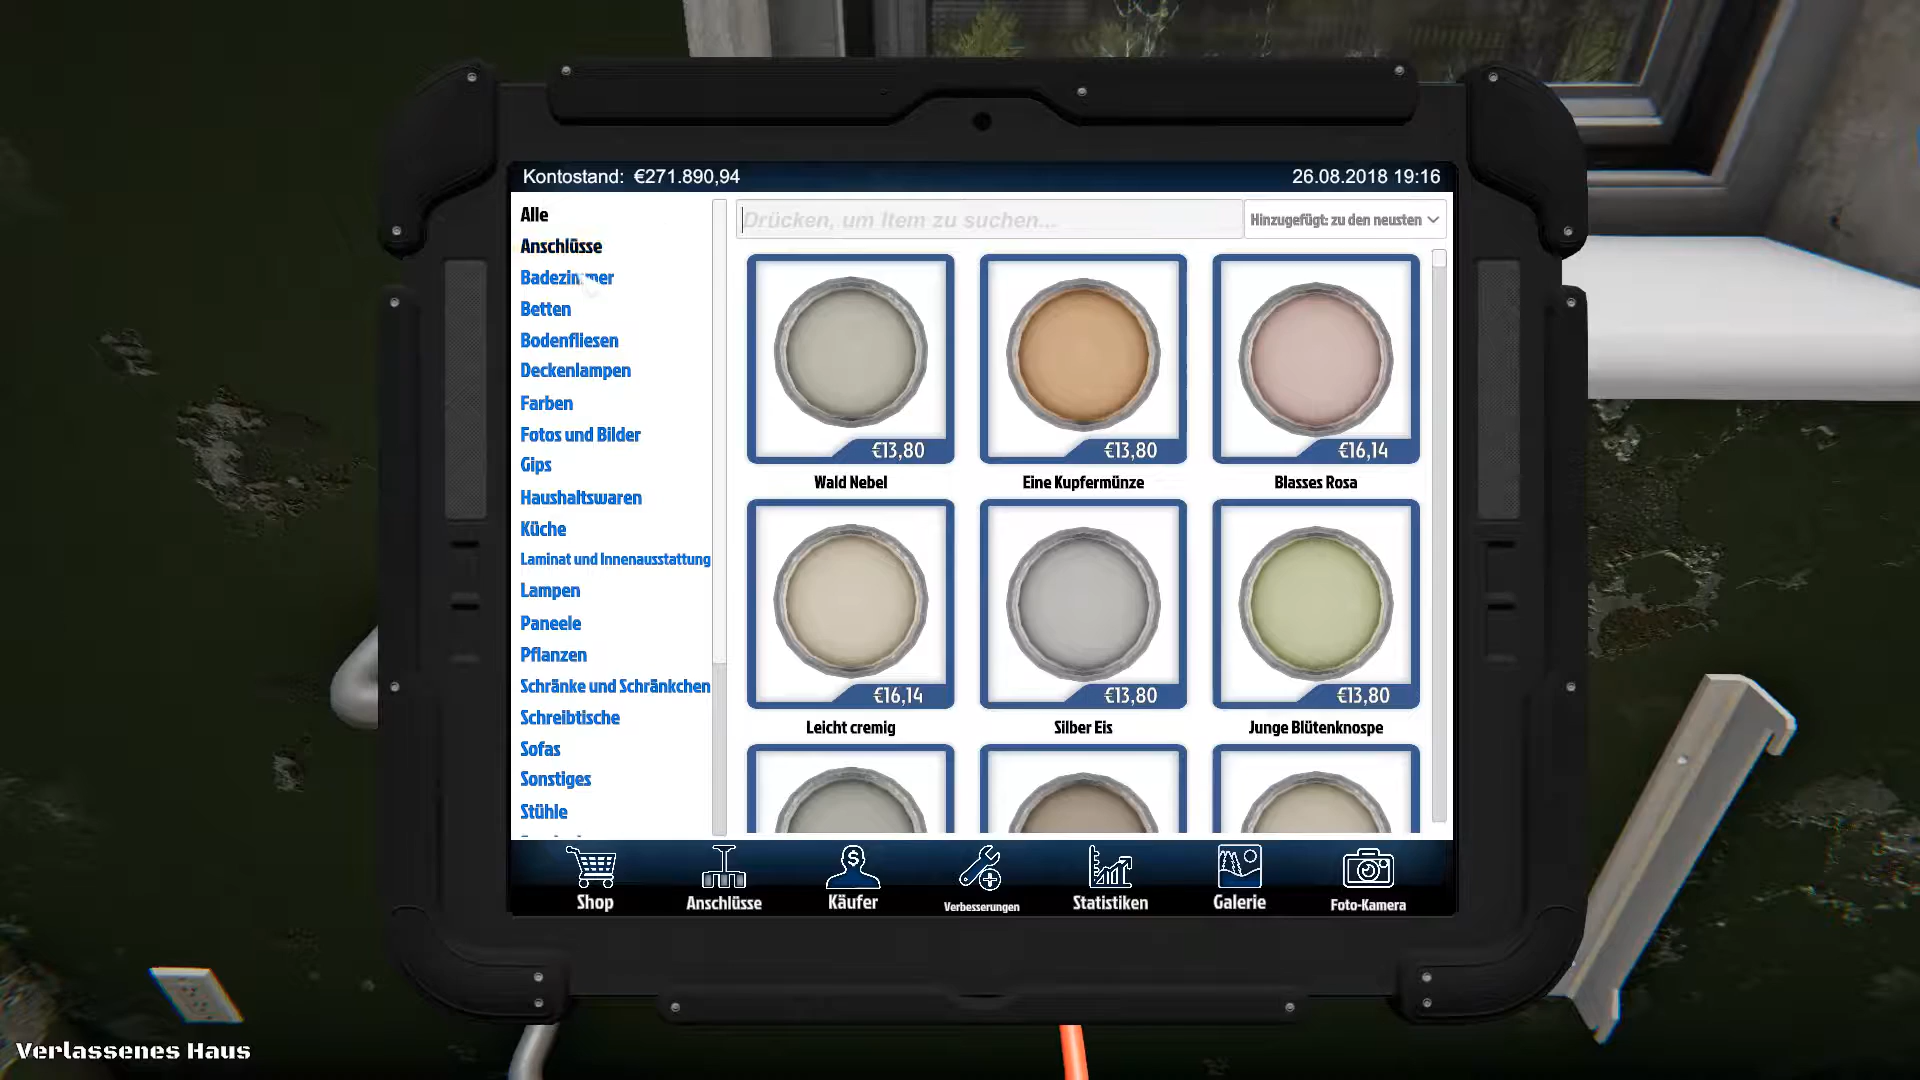 Kontostand: €271.890,94
26.08.2018 19:16
Alle
Anschlüsse
Badezimmer
Betten
Bodenfliesen
Deckenlampen
Farben
Fotos und Bilder
Gips
Haushaltswaren
Küche
Laminat und Innenausstattung
Lampen
Paneele
Pflanzen
Schränke und Schränkchen
Schreibtische
Sofas
Sonstiges
Stühle
Drücken, um Item zu suchen...
Hinzugefügt: zu den neusten
€13,80
€13,80
€16,14
Wald Nebel
Eine Kupfermünze
Blasses Rosa
€16,14
€13,80
€13,80
Leicht cremig
Silber Eis
Junge Blütenknospe
Shop
Anschlüsse
Käufer
Verbesserungen
Statistiken
Galerie
Foto-Kamera
Verlassenes Haus